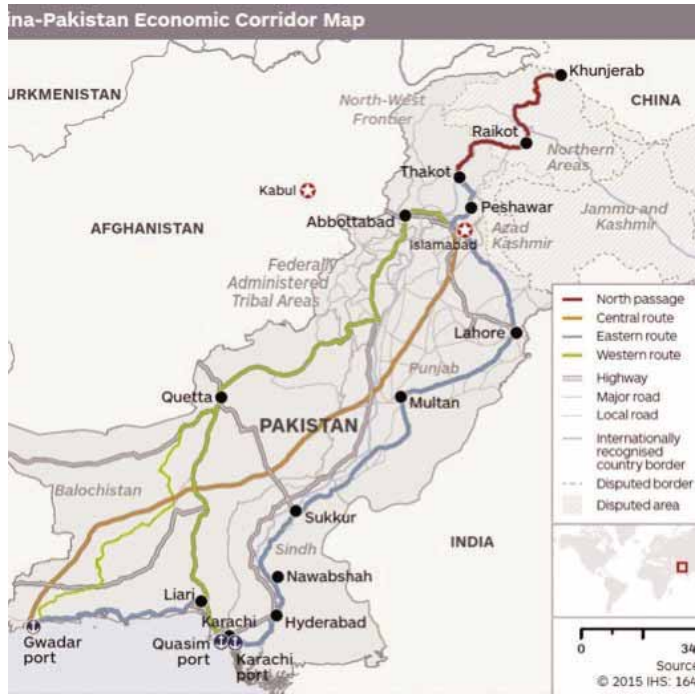 ina-Pakistan Economic Corridor Map
URKMENISTAN
CHINA
Khunjerab
North-West
Frontier
Raikot
Northern
Areas
Thakot
Kabul
Peshawar
Abbottabad
Jammu and
Kashmir
AFGHANISTAN
Islamabad
Azad
Kashmir
Federally
Administered
Tribal Areas
Lahore
Punjab
Quetta
Multan
PAKISTAN
Balochistan
Sukkur
INDIA
Sindh
Nawabshah
Liari
Karachi
Hyderabad
Gwadar
port
Quasim
port
Karachi
port
North passage
Central route
Eastern route
Western route
Highway
Major road
Local road
Internationally
recognised
country border
Disputed border
Disputed area
0 34
Source
© 2015 IHS: 164